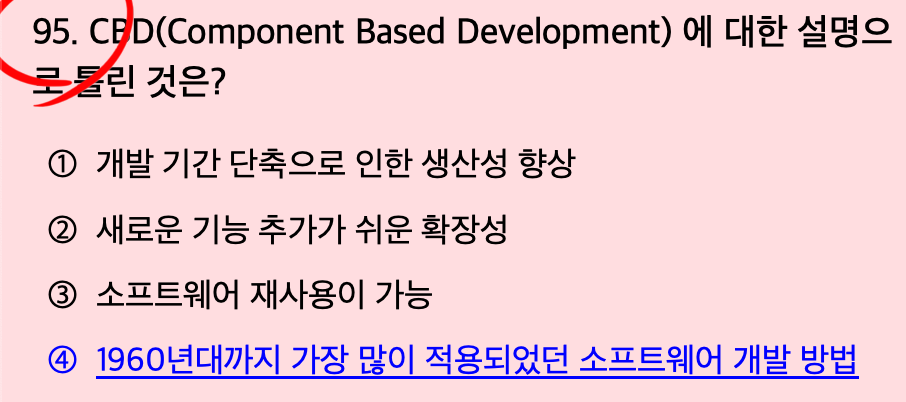 95. CBD(Component Based Development) 에 대한 설명으
로 틀린 것은?
① 개발 기간 단축으로 인한 생산성 향상
② 새로운 기능 추가가 쉬운 확장성
③ 소프트웨어 재사용이 가능
④ 1960년대까지 가장 많이 적용되었던 소프트웨어 개발 방법